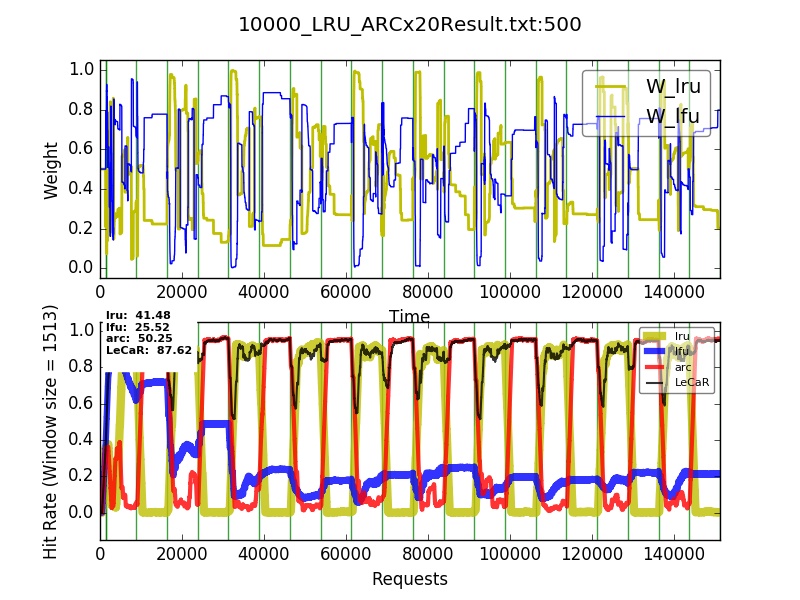 10000_LRU_ARCx20Result.txt:500
1.0
0.8
0.6
0.4
0.2
0.0
Weight
W_lru
W_lfu
0 20000 40000 60000 80000 100000 120000 140000
Time
lru: 41.48
lfu: 25.52
arc: 50.25
LeCaR: 87.62
1.0
0.8
0.6
0.4
0.2
0.0
Hit Rate (Window size = 1513)
lru
lfu
arc
LeCaR
0 20000 40000 60000 80000 100000 120000 140000
Requests